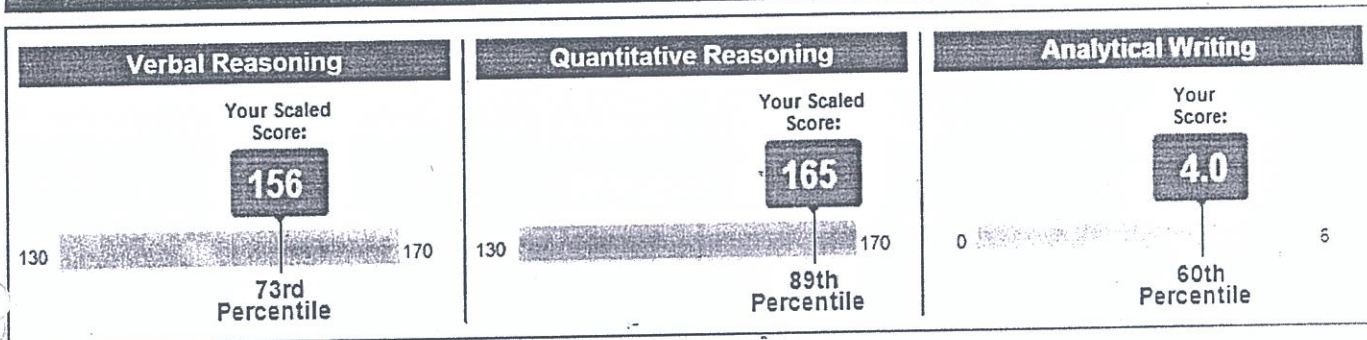 Verbal Reasoning
Your Scaled
Score:
156
130
170
73rd
Percentile
Quantitative Reasoning
Your Scaled
Score:
165
130
170
89th
Percentile
Analytical Writing
Your
Score:
4.0
0
6
60th
Percentile